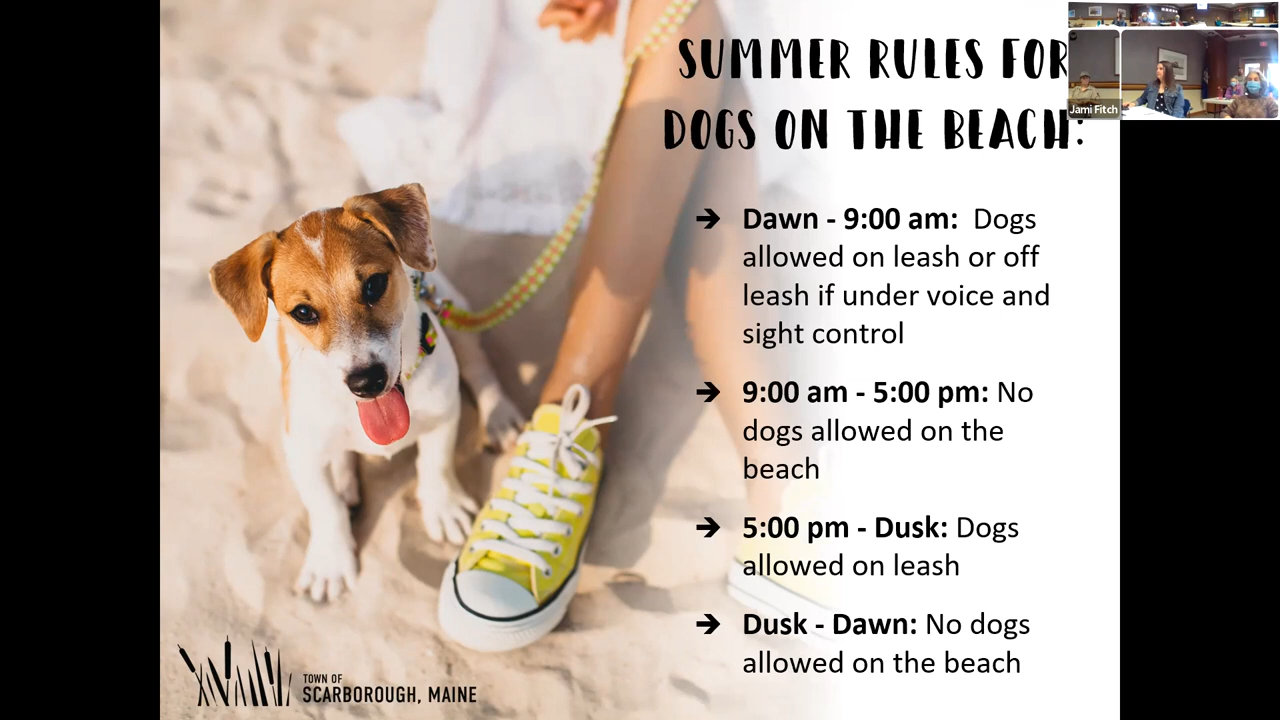 SUMMER RULES FOR
DOGS ON THE BEACH:
Jami Fitch
➔ Dawn - 9:00 am: Dogs
allowed on leash or off
leash if under voice and
sight control
➔ 9:00 am - 5:00 pm: No
dogs allowed on the
beach
➔ 5:00 pm - Dusk: Dogs
allowed on leash
➔ Dusk - Dawn: No dogs
allowed on the beach
TOWN OF
SCARBOROUGH, MAINE